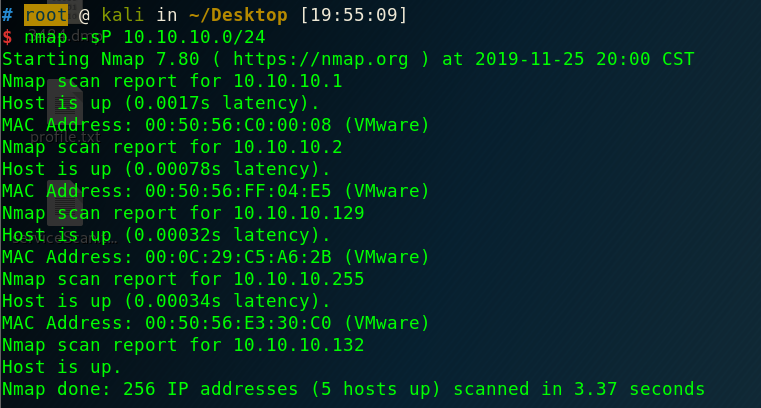 # root @ kali in ~/Desktop [19:55:09]
$ nmap -sP 10.10.10.0/24
Starting Nmap 7.80 ( https://nmap.org ) at 2019-11-25 20:00 CST
Nmap scan report for 10.10.10.1
Host is up (0.0017s latency).
MAC Address: 00:50:56:C0:00:08 (VMware)
profile.txt
Nmap scan report for 10.10.10.2
Host is up (0.00078s latency).
MAC Address: 00:50:56:FF:04:E5 (VMware)
Nmap scan report for 10.10.10.129
Host is up (0.00032s latency).
MAC Address: 00:0C:29:C5:A6:2B (VMware)
Nmap scan report for 10.10.10.255
Host is up (0.00034s latency).
MAC Address: 00:50:56:E3:30:C0 (VMware)
Nmap scan report for 10.10.10.132
Host is up.
Nmap done: 256 IP addresses (5 hosts up) scanned in 3.37 seconds